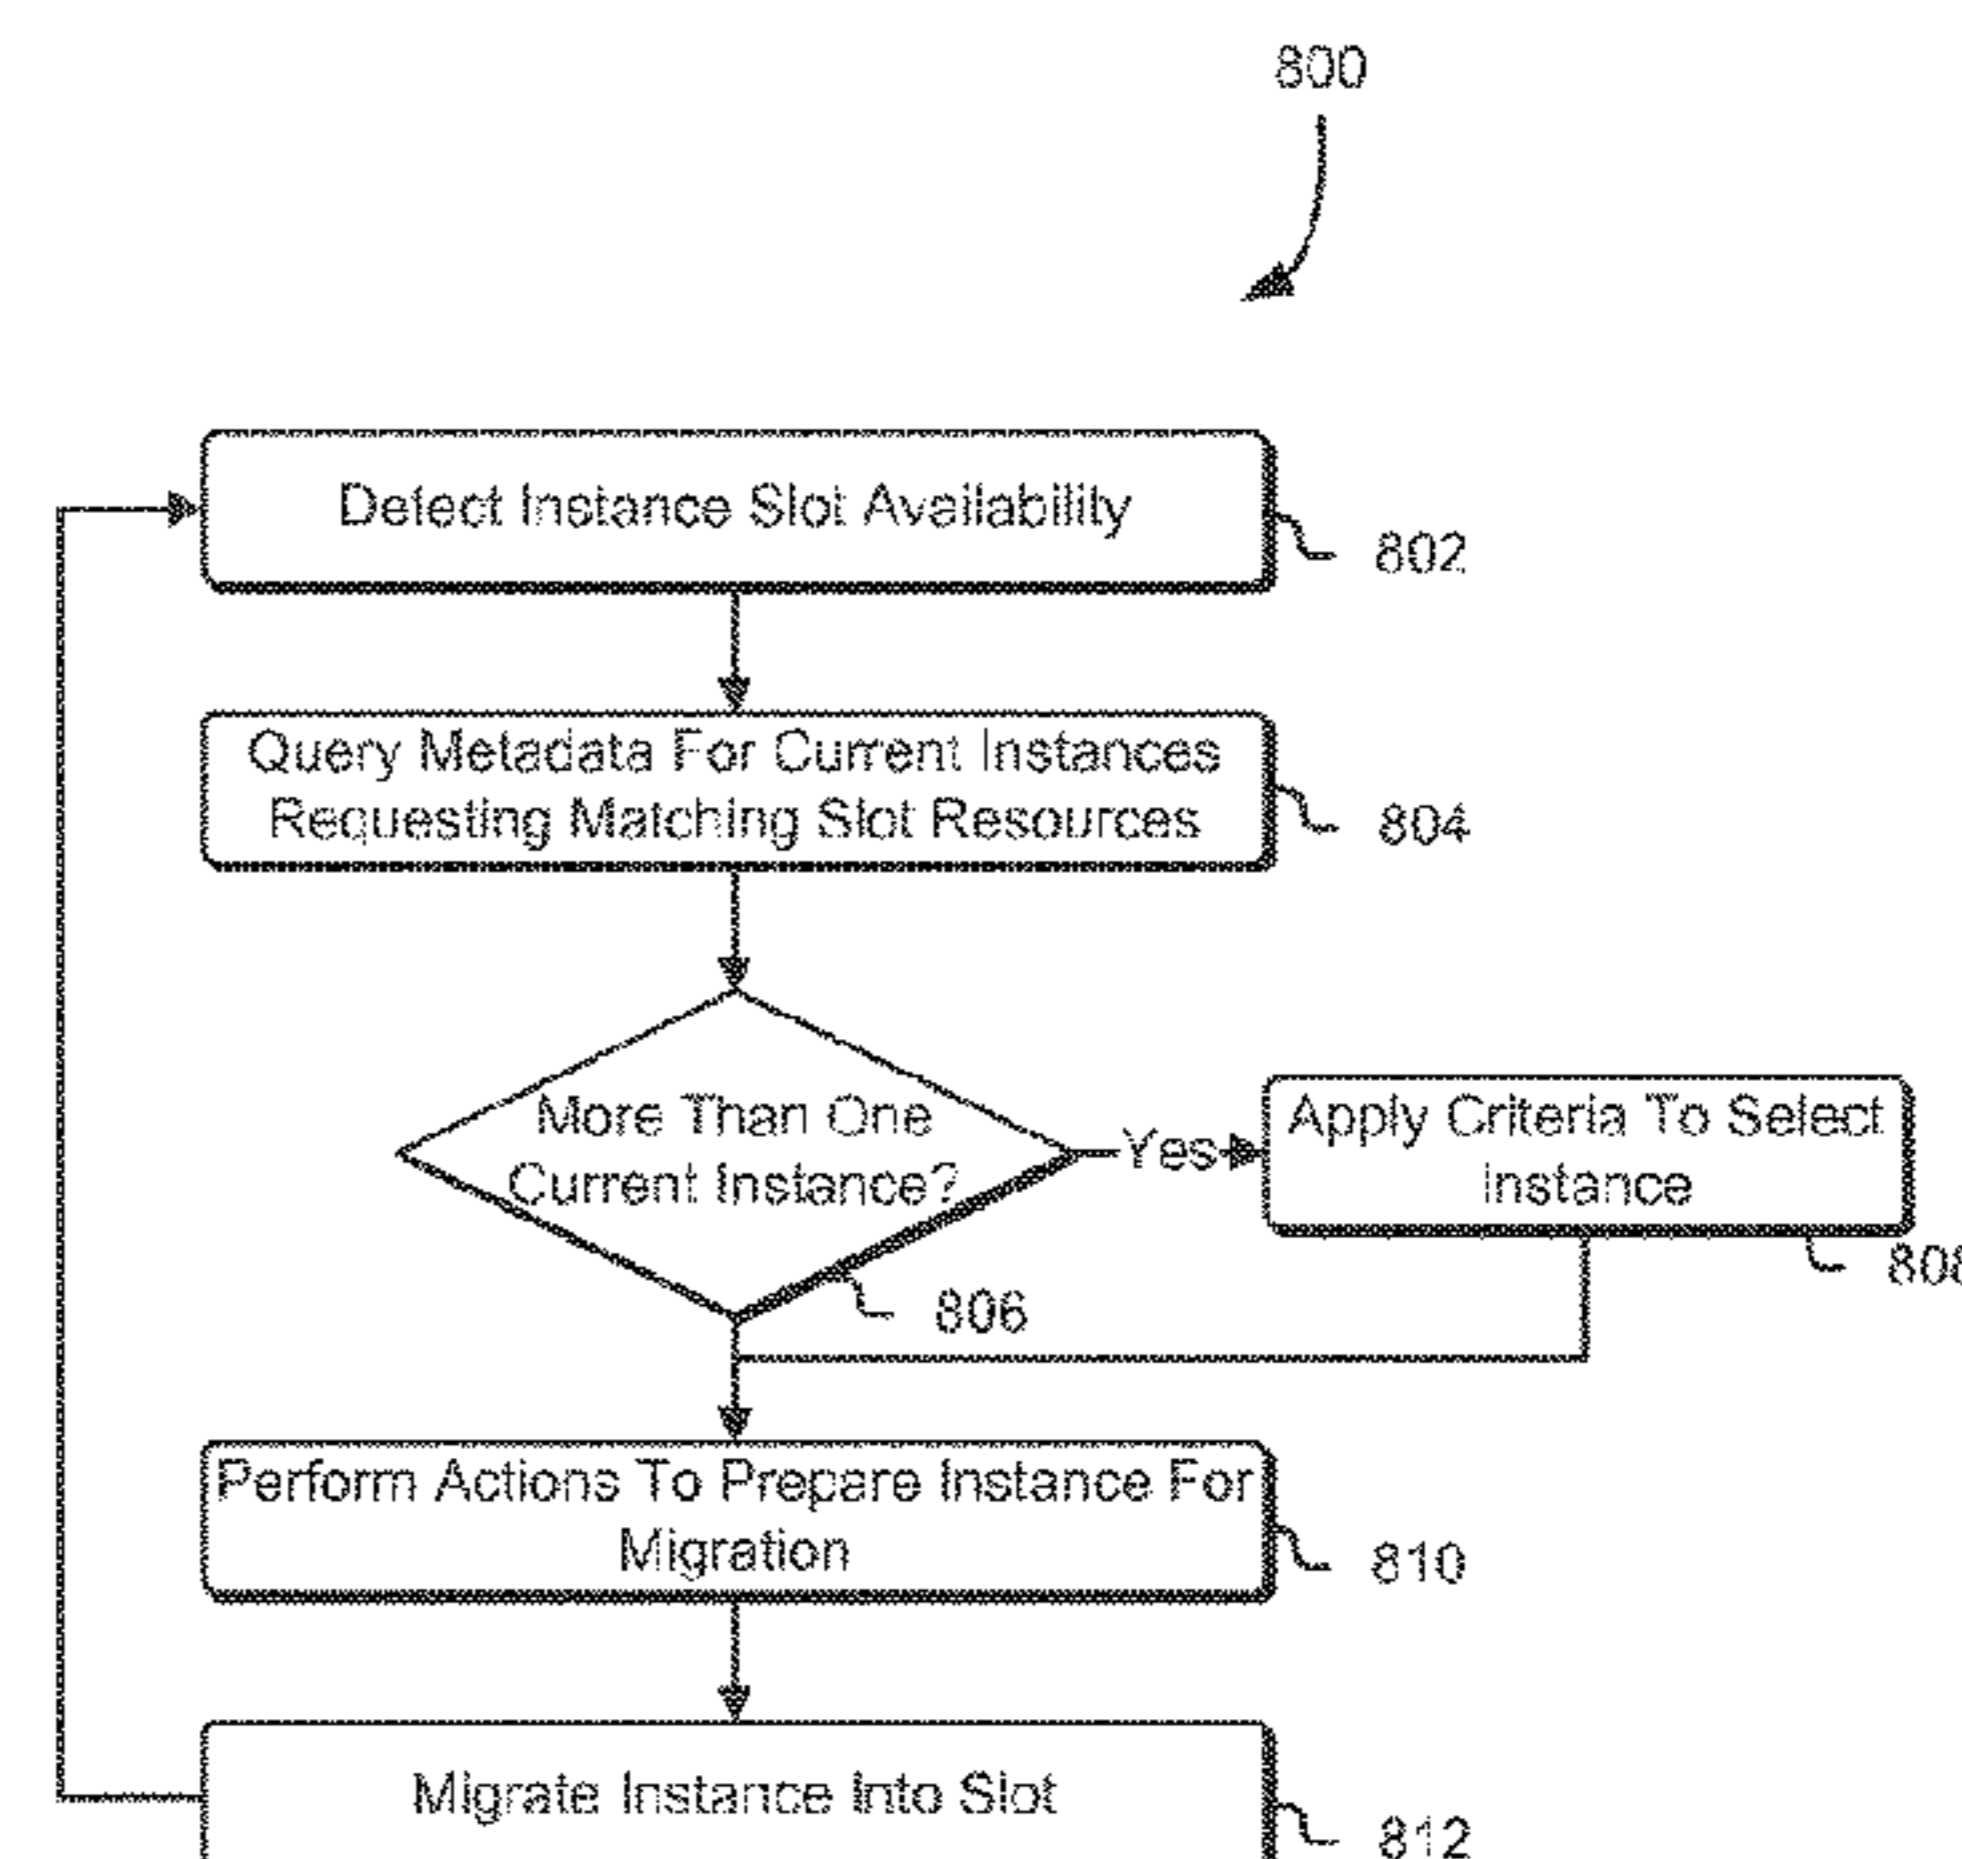 800
Detect Instance Slot Availability
802
Query Metadata For Current Instances
Requesting Matching Slot Resources
804
More Than One
Current Instance?
Yes
Apply Criteria To Select
Instance
806
Perform Actions To Prepare Instance For
Migration
810
Migrate Instance Into Slot
812